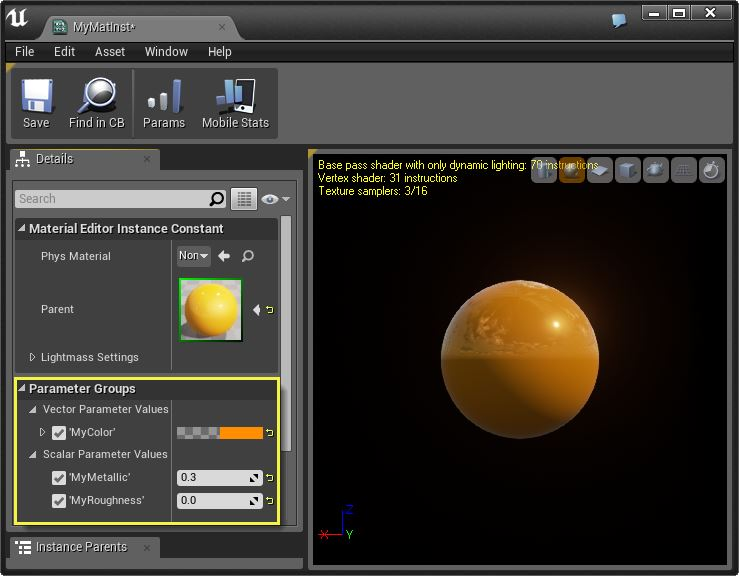 MyMatInst*
File Edit Asset Window Help
Save Find in CB Params Mobile Stats
Details
Search
Material Editor Instance Constant
Phys Material Non
Parent
Lightmass Settings
Parameter Groups
Vector Parameter Values
'MyColor'
Scalar Parameter Values
'MyMetallic' 0.3
'MyRoughness' 0.0
Instance Parents
Base pass shader with only dynamic lighting: 70 instructions
Vertex shader: 31 instructions
Texture samplers: 3/16
Z
X Y